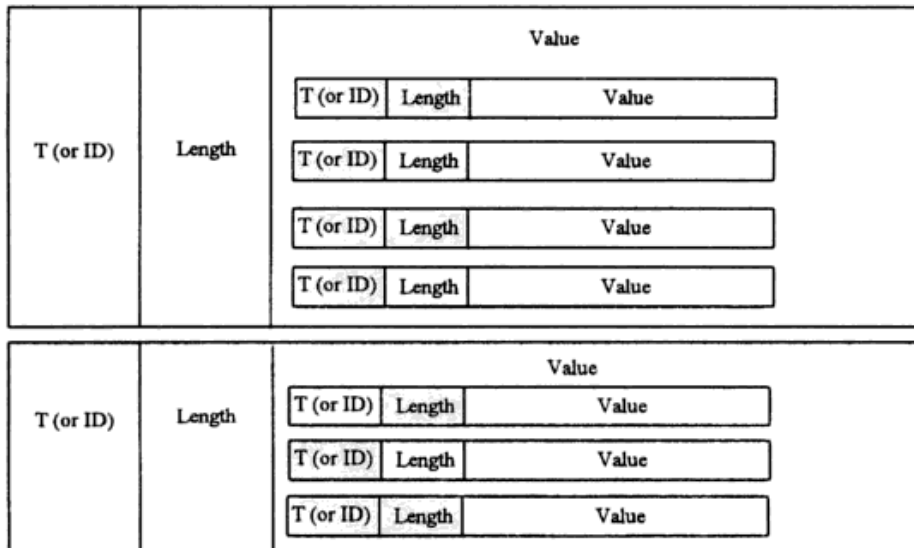 Value
T (or ID) Length Value
T (or ID) Length Value
T (or ID) Length
T (or ID) Length Value
T (or ID) Length Value
Value
T (or ID) Length Value
T (or ID) Length
T (or ID) Length Value
T (or ID) Length Value